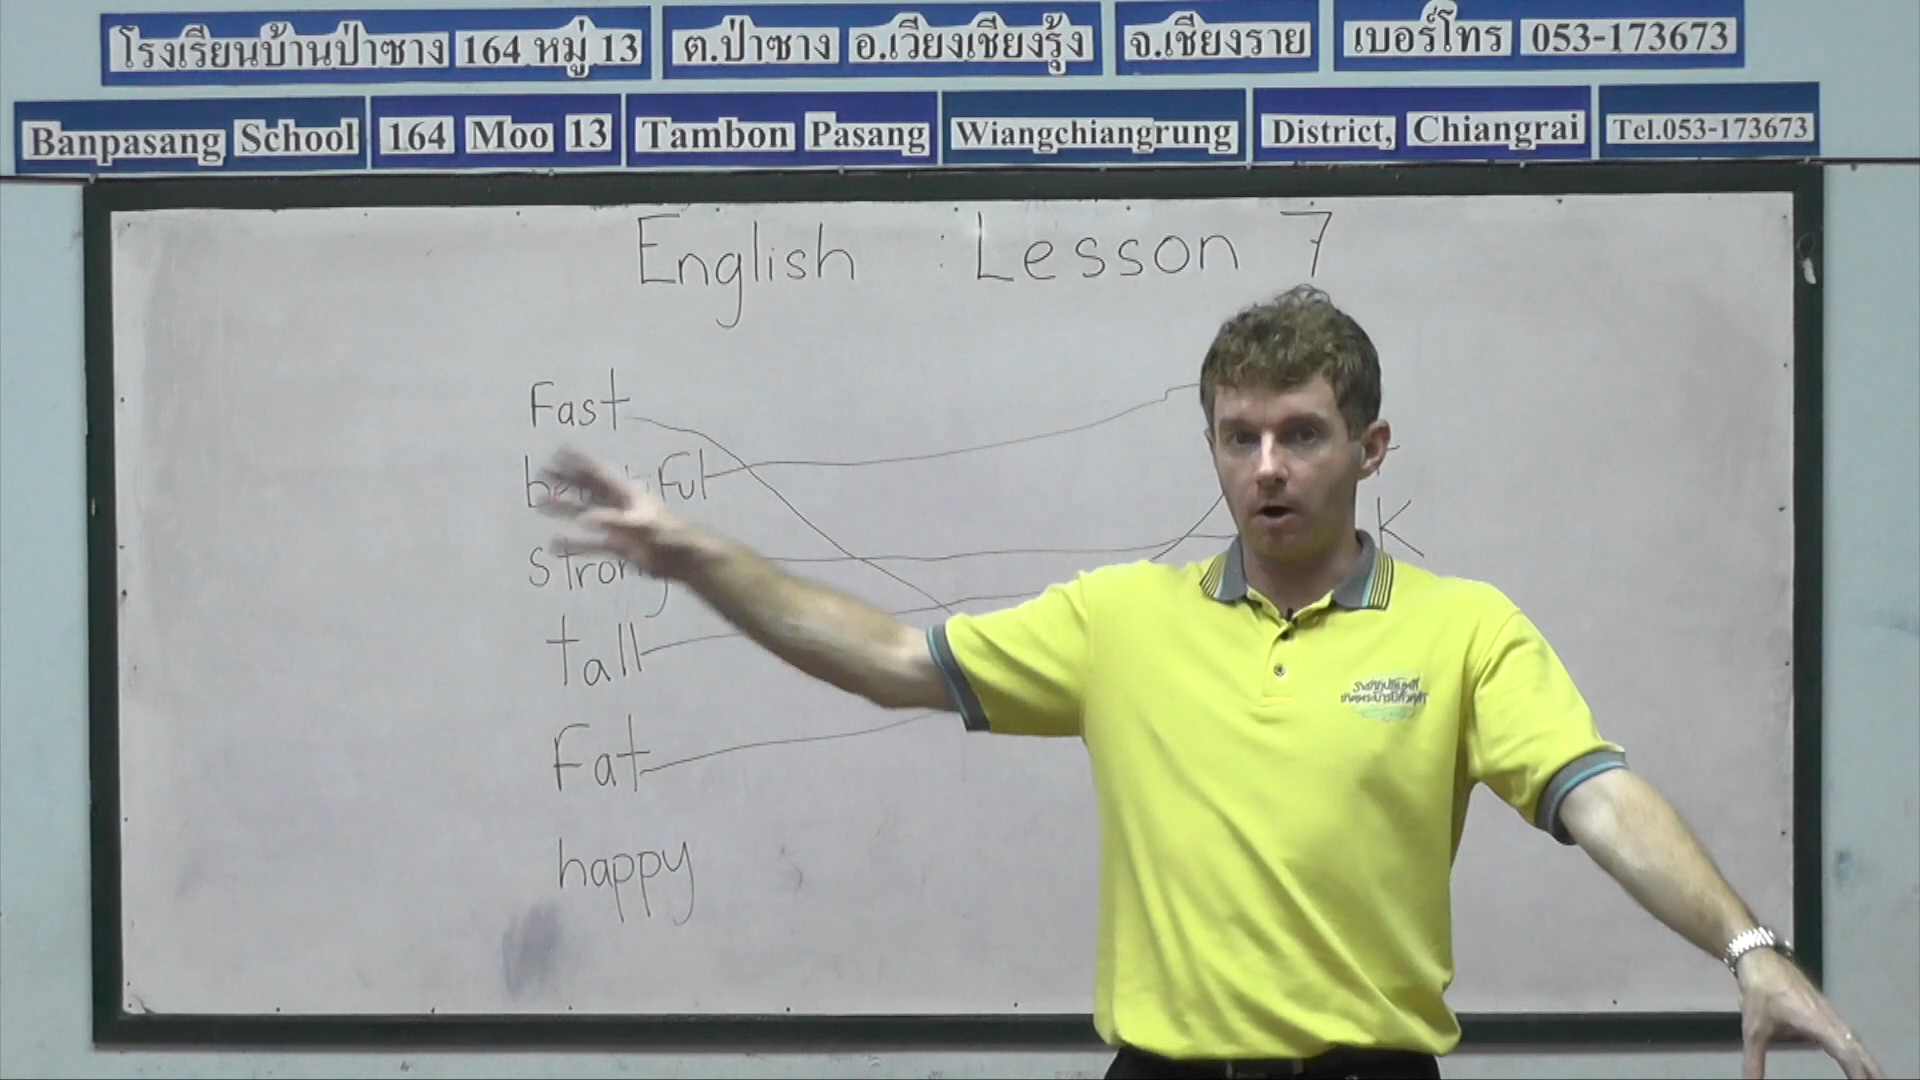 โรงเรียนบ้านป่าซาง 164 หมู่ 13 ต.ป่าซาง อ.เวียงเชียงรุ้ง จ.เชียงราย เบอร์โทร 053-173673
Banpasang School 164 Moo 13 Tambon Pasang Wiangchiangrung District, Chiangrai Tel.053-173673
English : Lesson 7
Fast
strong
K
tall
Fat
happy